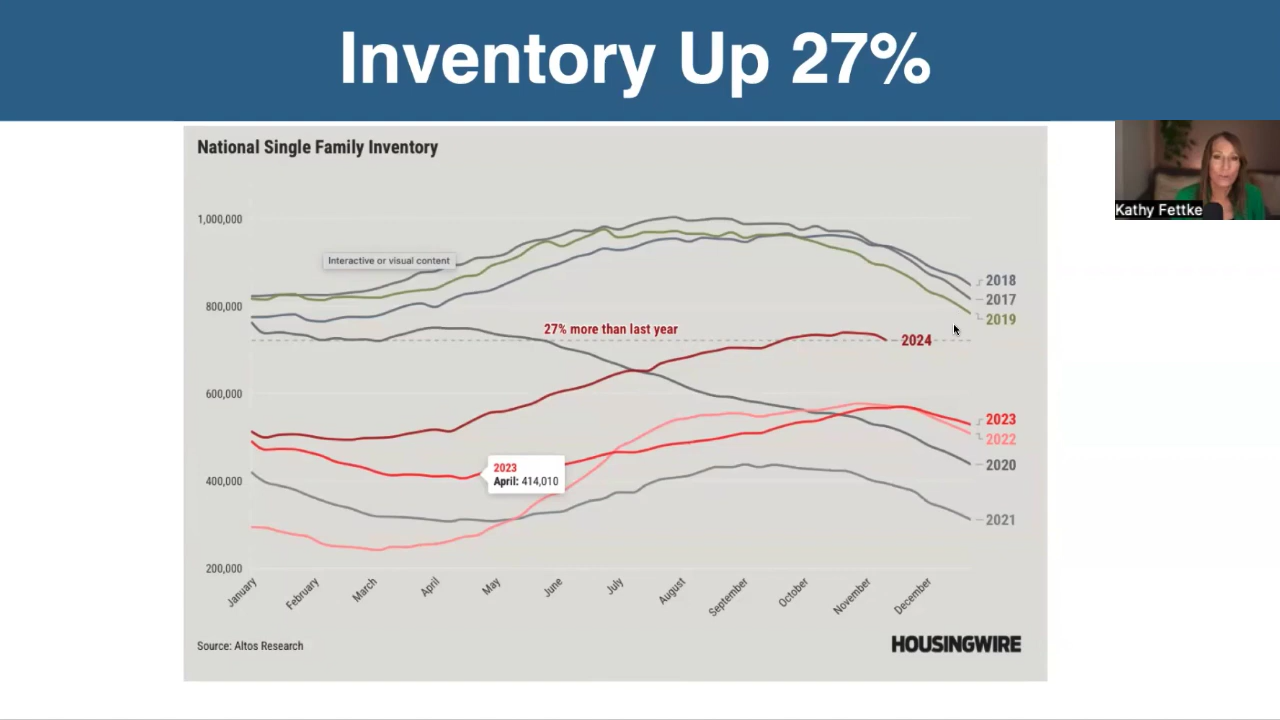 Inventory Up 27%
Kathy Fettke
National Single Family Inventory
1,000,000
Interactive or visual content
2018
2017
800,000
2019
27% more than last year
2024
600,000
2023
2022
2023
April: 414,010
2020
400,000
2021
200,000
January
February
March
April
May
June
July
August
September
October
November
December
Source: Altos Research
HOUSINGWIRE